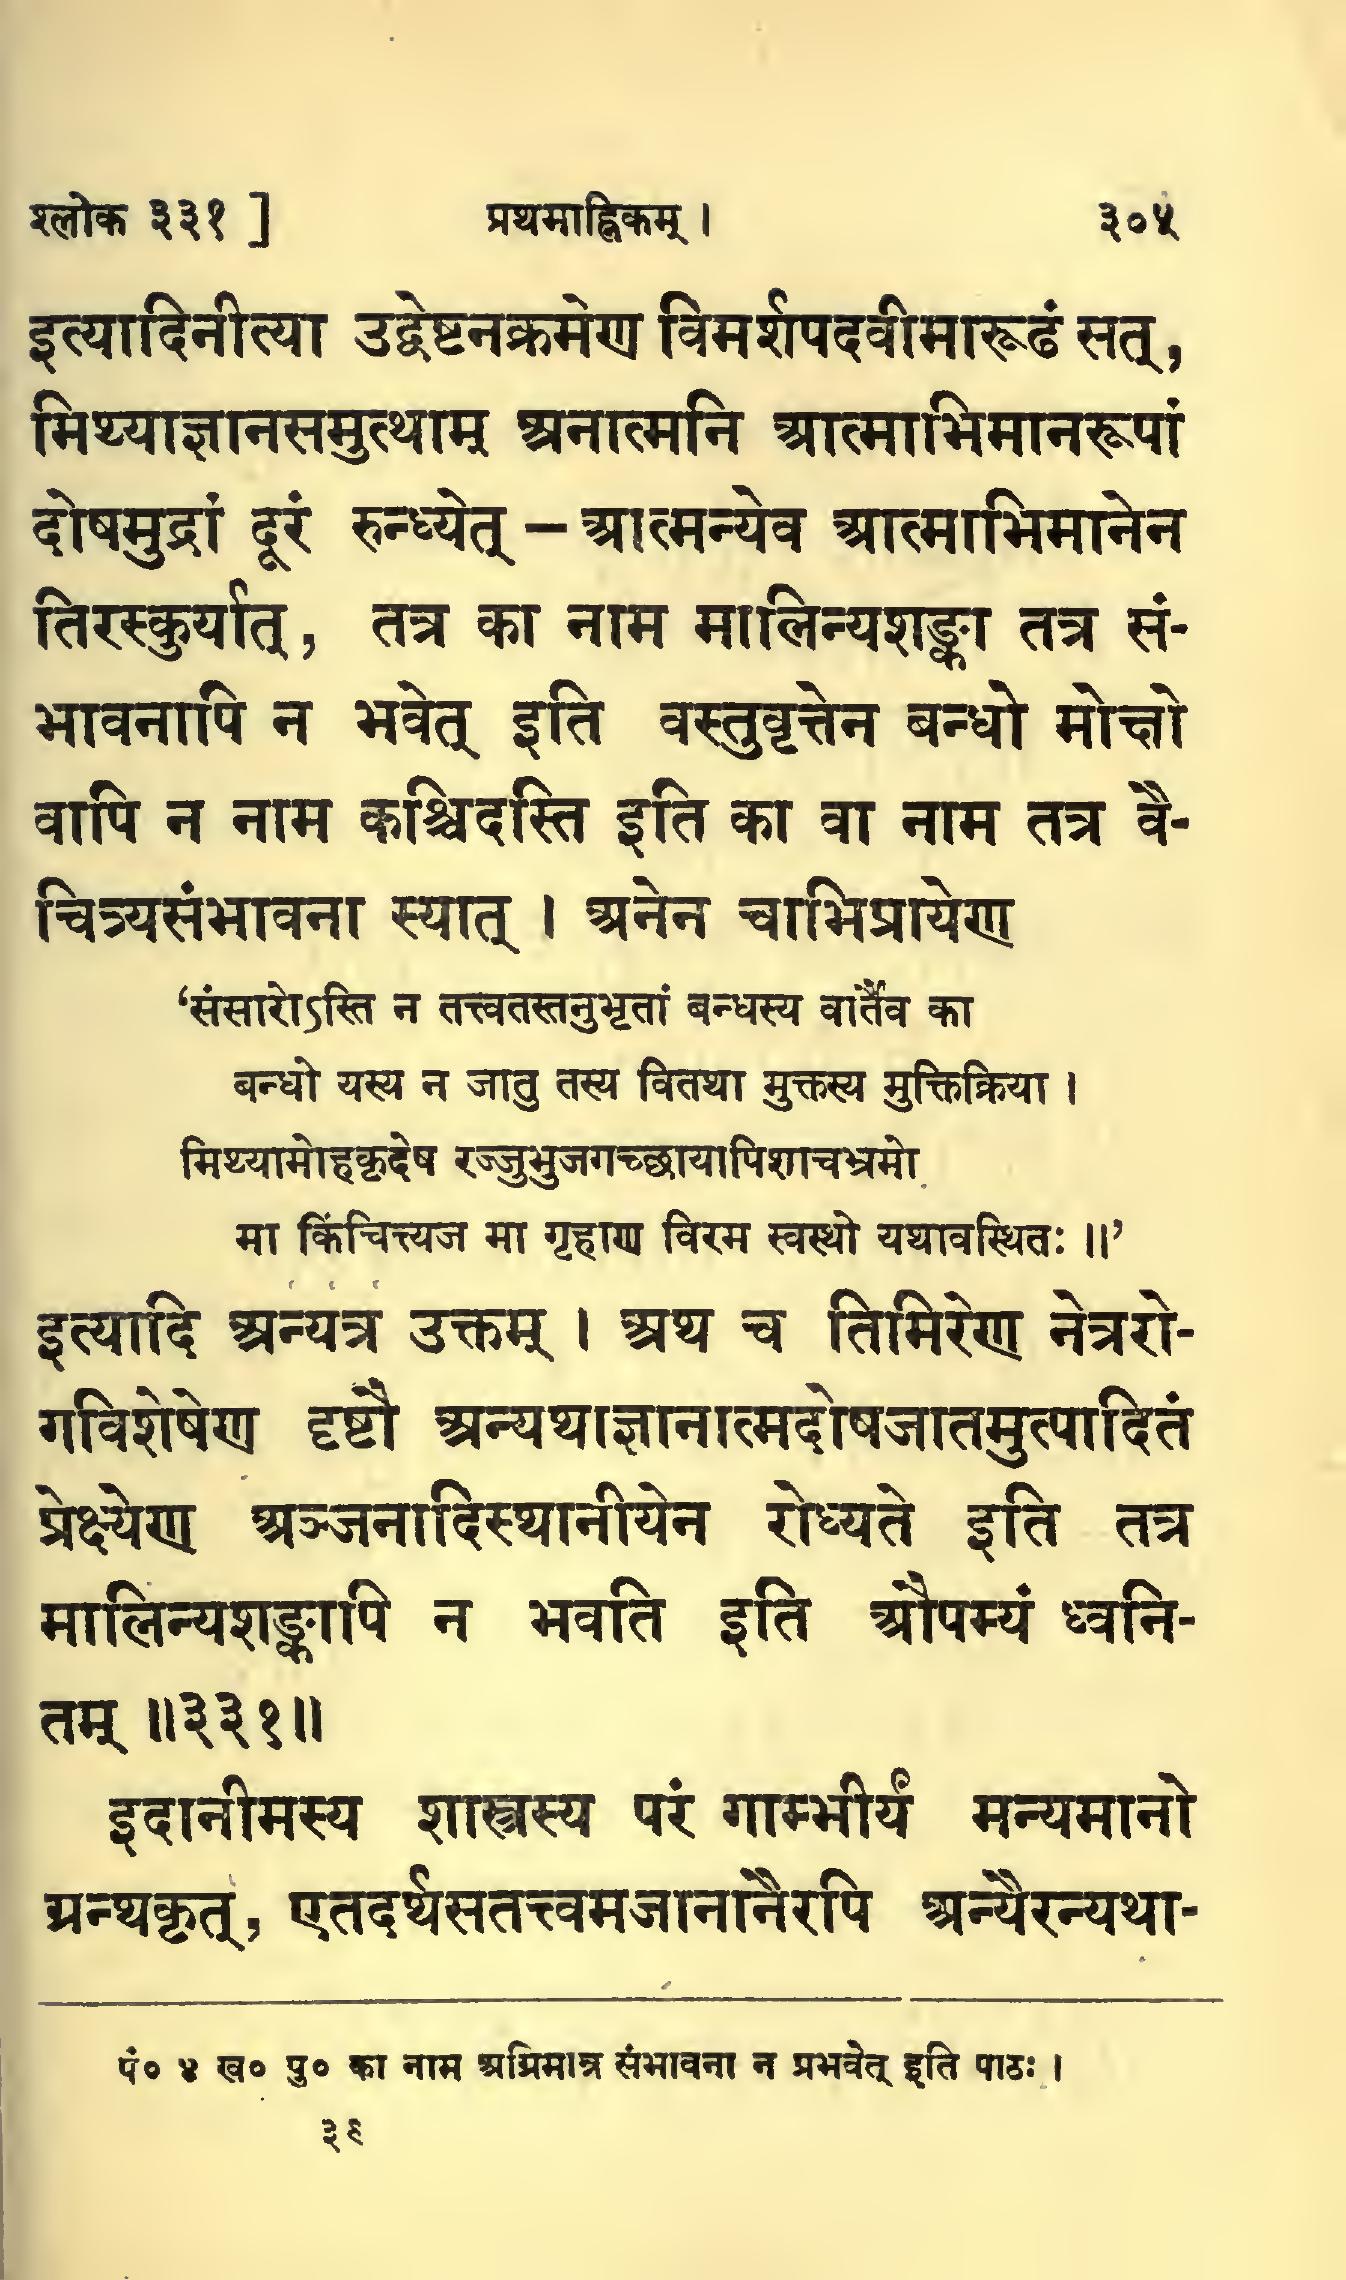 श्लोक ३३१ ] प्रथमाह्निकम् । ३०५
इत्यादिनीत्या उद्वेष्टनक्रमेण विमर्शपदवीमारूढं सत्,
मिथ्याज्ञानसमुत्थाम् अनात्मनि आत्माभिमानरूपां
दोषमुद्रां दूरं रुन्ध्येत् – आत्मन्येव आत्माभिमानेन
तिरस्कुर्यात्, तत्र का नाम मालिन्यशङ्का तत्र सं-
भावनापि न भवेत् इति वस्तुवृत्तेन बन्धो मोक्षो
वापि न नाम कश्चिदस्ति इति का वा नाम तत्र वै-
चित्र्यसंभावना स्यात् । अनेन चाभिप्रायेण
‘संसारोऽस्ति न तत्त्वतस्तनुभृतां बन्धस्य वार्तैव का
बन्धो यस्य न जातु तस्य वितथा मुक्तस्य मुक्तिक्रिया ।
मिथ्यामोहकृदेष रज्जुभुजगच्छायापिशाचभ्रमो
मा किंचित्त्यज मा गृहाण विरम स्वस्थो यथावस्थितः ॥’
इत्यादि अन्यत्र उक्तम् । अथ च तिमिरेण नेत्ररो-
गविशेषेण दृष्टौ अन्यथाज्ञानात्मदोषजातमुत्पादितं
प्रेक्ष्येण अञ्जनादिस्थानीयेन रोध्यते इति तत्र
मालिन्यशङ्कापि न भवति इति औपम्यं ध्वनि-
तम् ॥३३१॥
इदानीमस्य शास्त्रस्य परं गाम्भीर्यं मन्यमानो
ग्रन्थकृत्, एतदर्थसतत्त्वमजानानैरपि अन्यैरन्यथा-
पं० ४ ख० पु० का नाम अग्रिमात्र संभावना न प्रभवेत् इति पाठः ।
३९